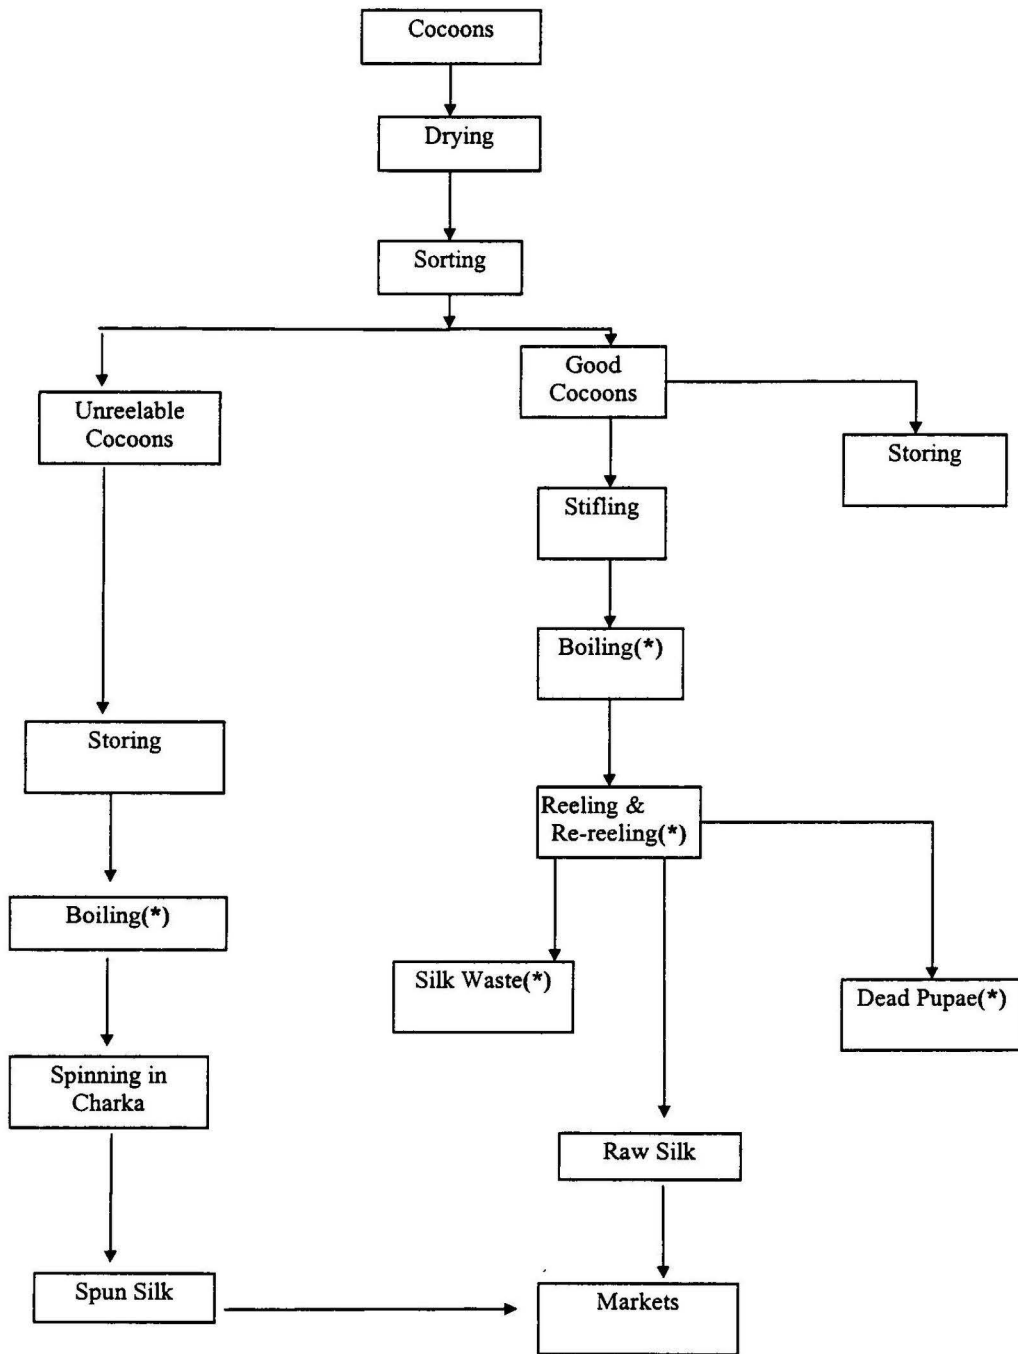 Cocoons
Drying
Sorting
Good
Cocoons
Unreelable
Cocoons
Storing
Stifling
Boiling(*)
Storing
Reeling &
Re-reeling(*)
Boiling(*)
Silk Waste(*)
Dead Pupae(*)
Spinning in
Charka
Raw Silk
Spun Silk
Markets